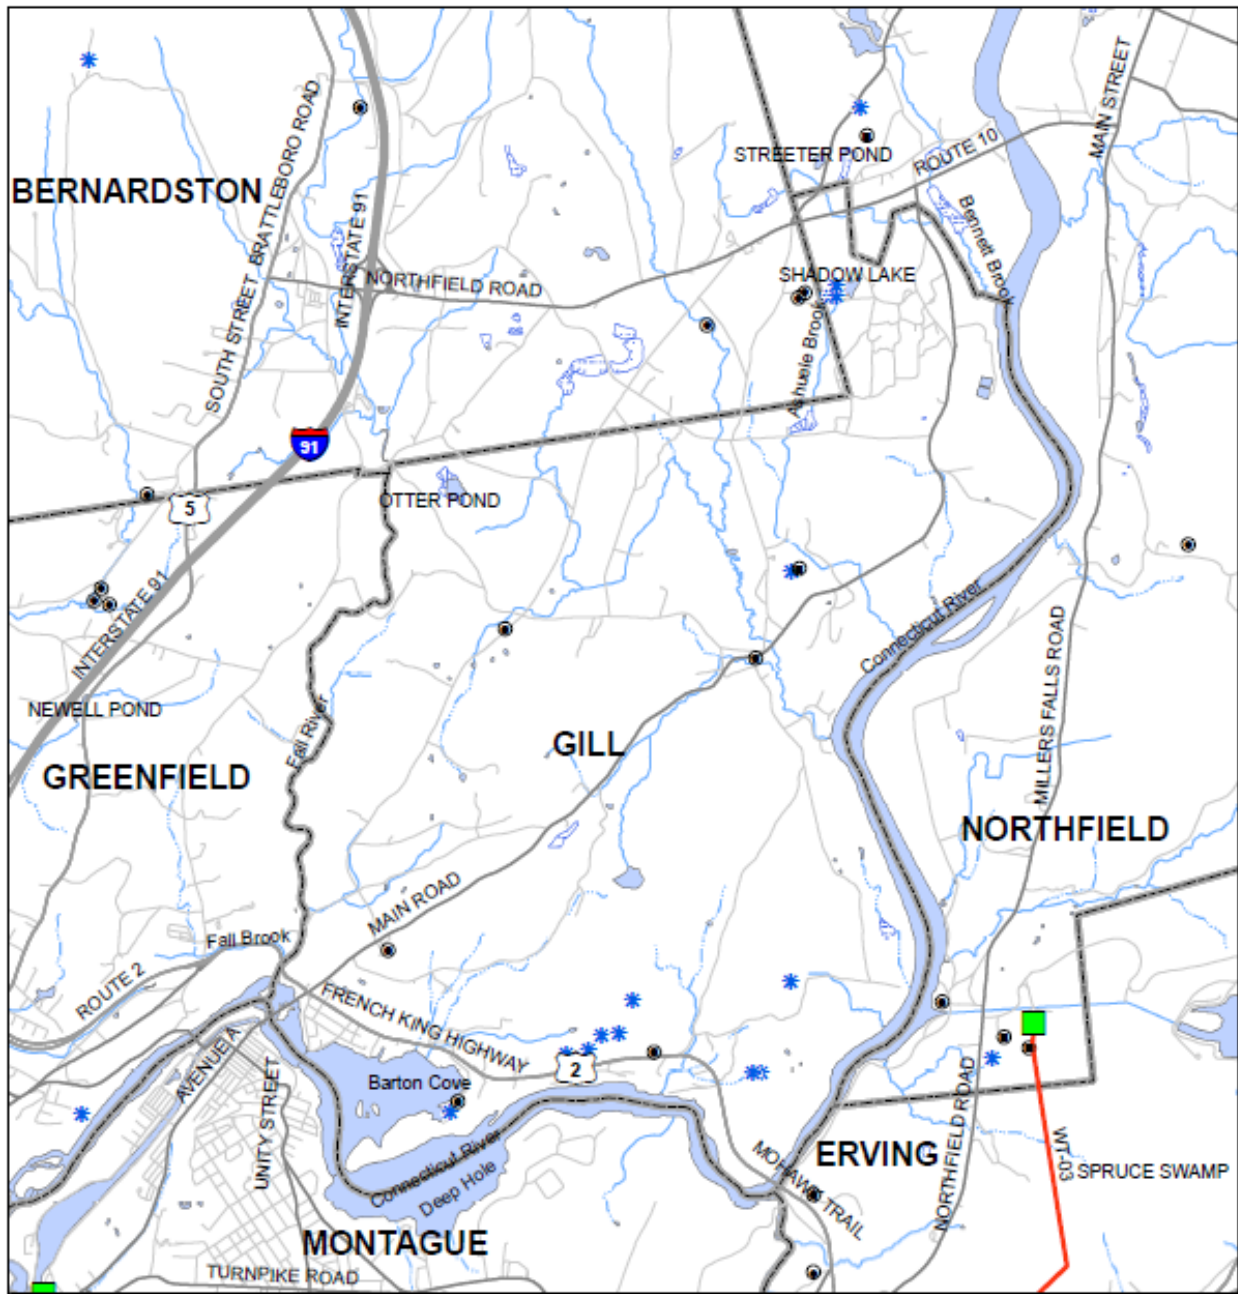 MAIN STREET
STREETER POND
ROUTE 10
BERNARDSTON
SOUTH STREET BRATTLEBORO ROAD
INTERSTATE 91
Bennett Brook
NORTHFIELD ROAD
SHADOW LAKE
Ashuele Brook
91
OTTER POND
5
INTERSTATE 91
Connecticut River
NEWELL POND
Fall River
GILL
GREENFIELD
MILLERS FALLS ROAD
NORTHFIELD
MAIN ROAD
Fall Brook
ROUTE 2
FRENCH KING HIGHWAY
2
AVENUE A
Barton Cove
UNITY STREET
NORTHFIELD ROAD
WT-03
ERVING
MOHAWK TRAIL
SPRUCE SWAMP
Connecticut River
Deep Hole
MONTAGUE
TURNPIKE ROAD